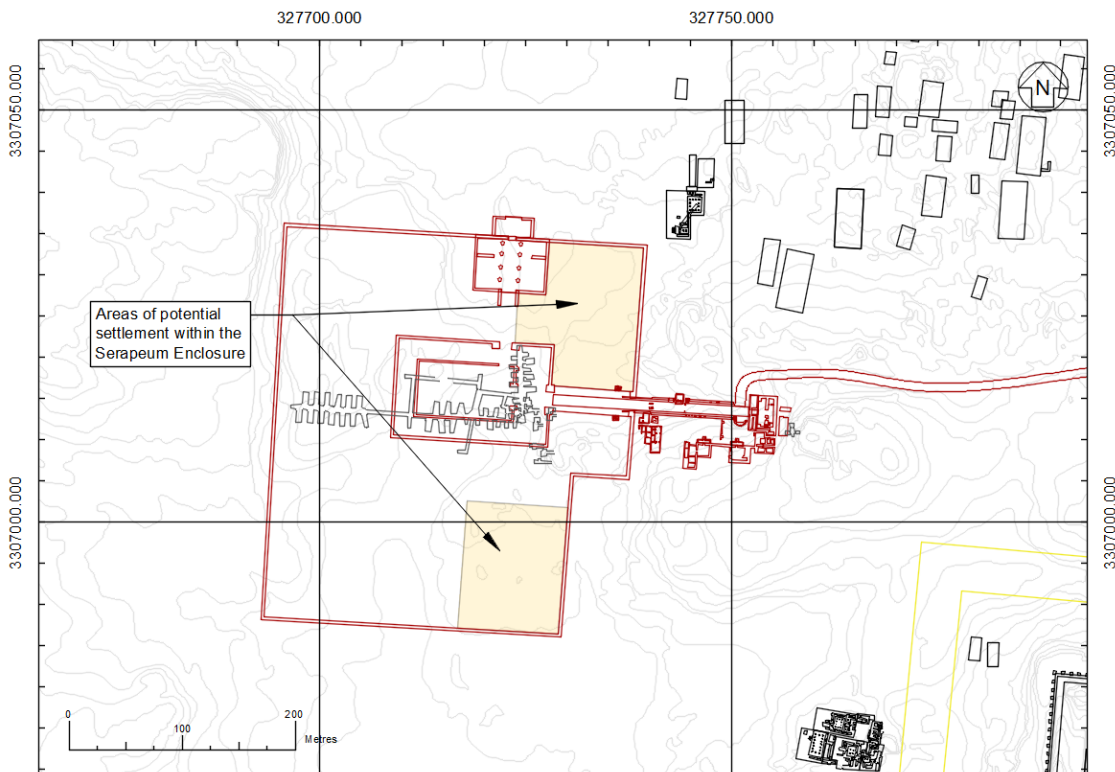 327700.000
327750.000
3307050.000
3307050.000
N
Areas of potential
settlement within the
Serapeum Enclosure
3307000.000
3307000.000
0
200
100
Metres